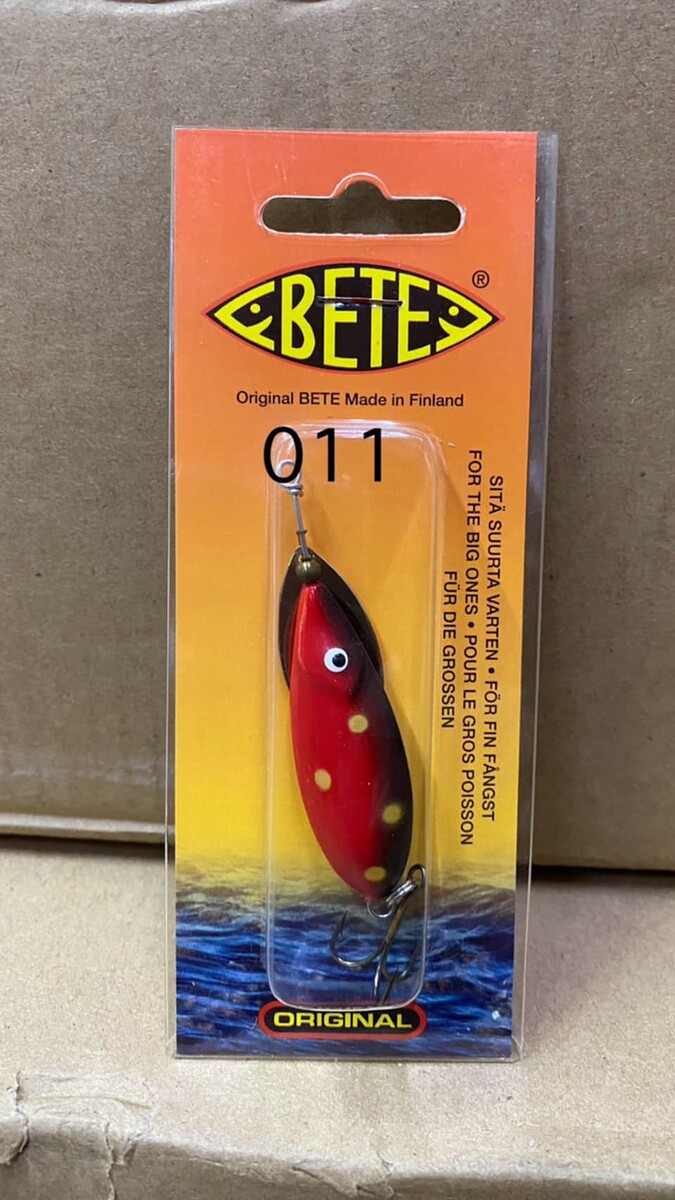 BETE
®
Original BETE Made in Finland
011
SITÄ SUURTA VARTEN • FÖR FIN FÅNGST
FOR THE BIG ONES • POUR LE GROS POISSON
FÜR DIE GROSSEN
ORIGINAL